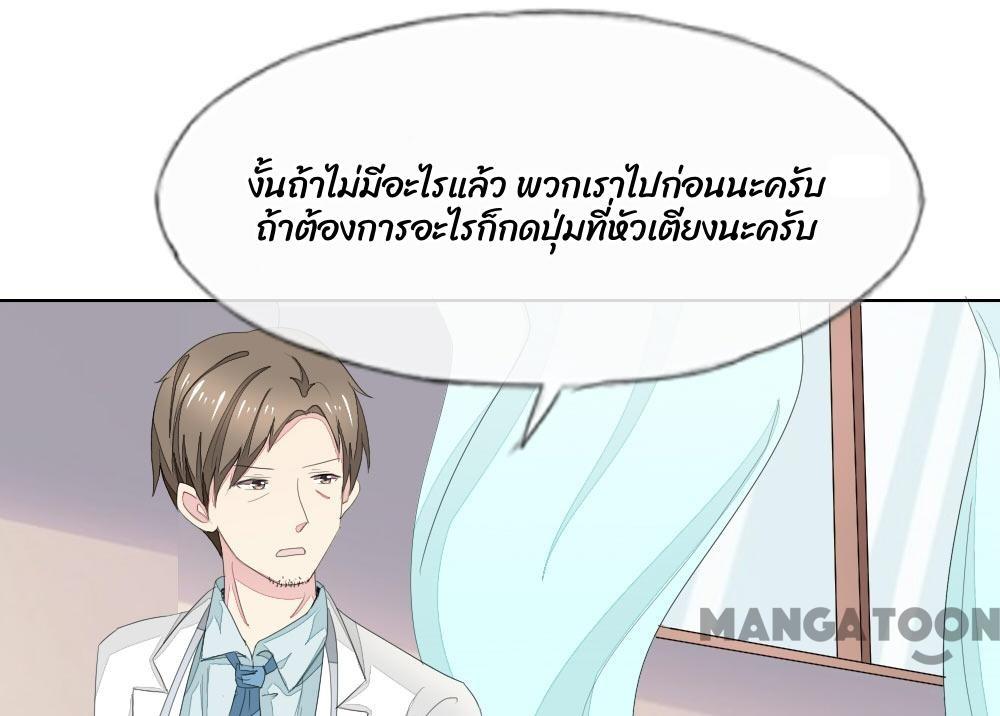 งั้นถ้าไม่มีอะไรแล้ว พวกเราไปก่อนนะครับ
ถ้าต้องการอะไรก็กดปุ่มที่หัวเตียงนะครับ
MANGATOON